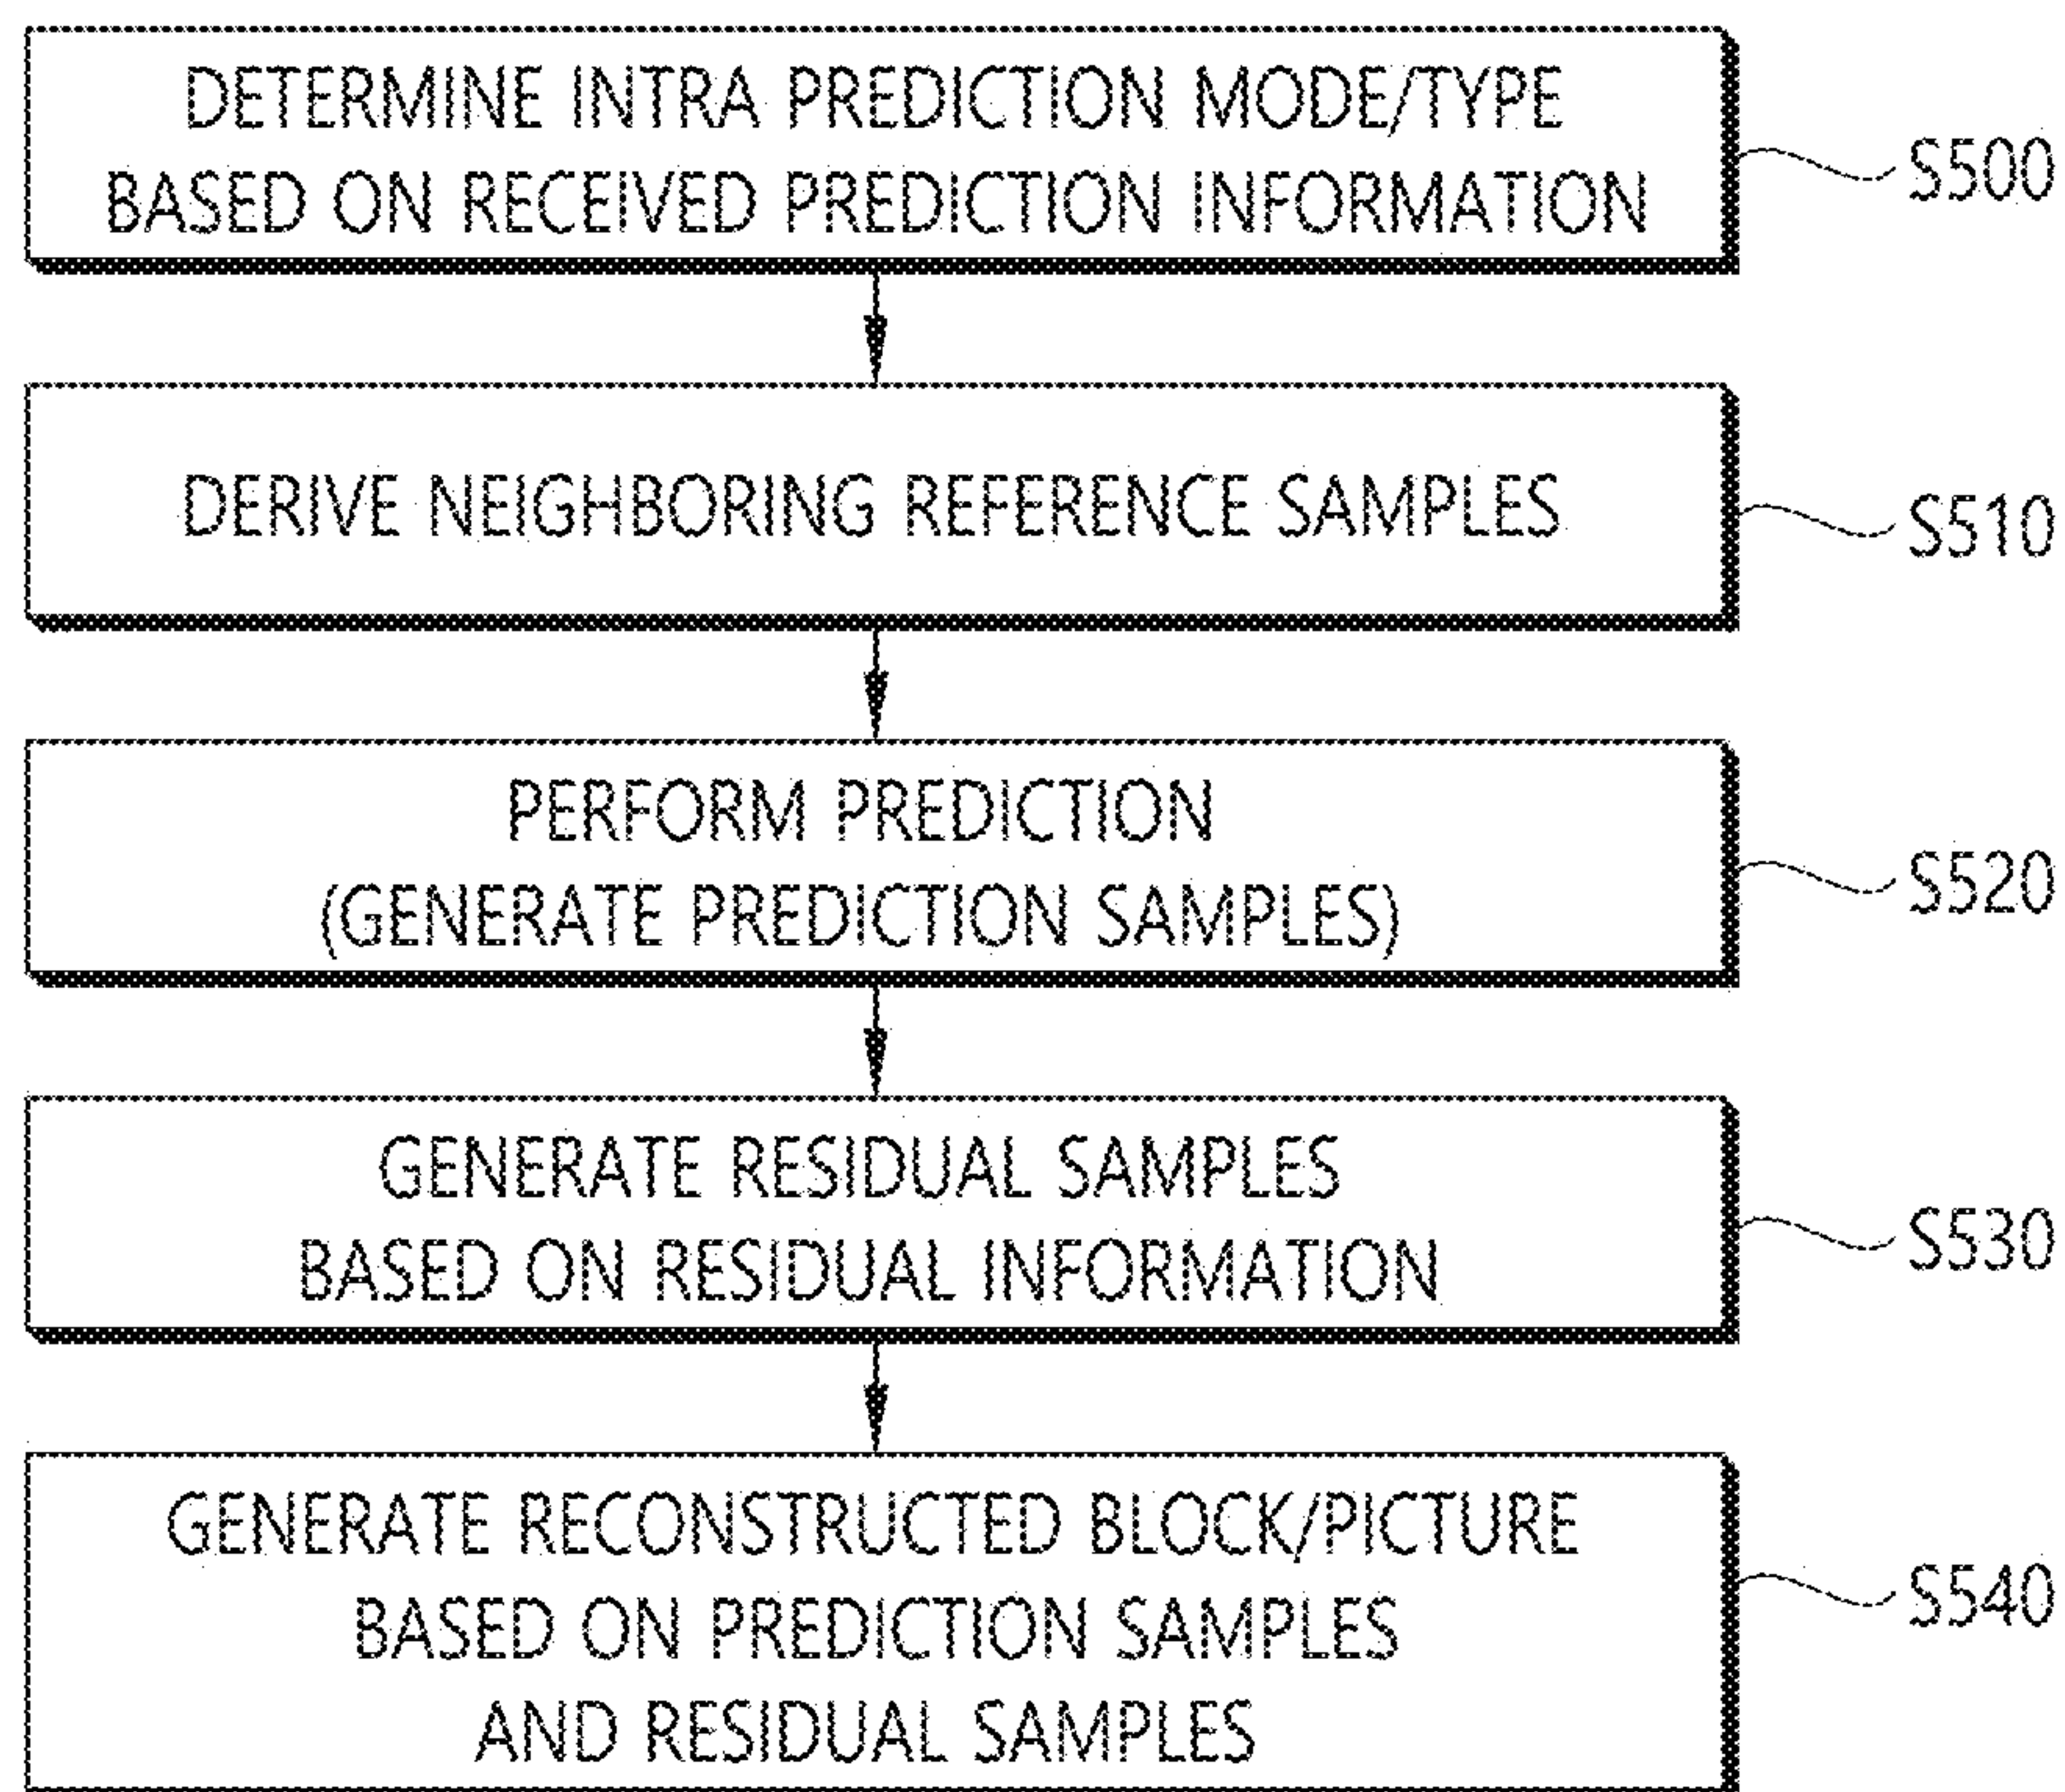 DETERMINE INTRA PREDICTION MODE/TYPE
BASED ON RECEIVED PREDICTION INFORMATION
S500
DERIVE NEIGHBORING REFERENCE SAMPLES
S510
PERFORM PREDICTION
(GENERATE PREDICTION SAMPLES)
S520
GENERATE RESIDUAL SAMPLES
BASED ON RESIDUAL INFORMATION
S530
GENERATE RECONSTRUCTED BLOCK/PICTURE
BASED ON PREDICTION SAMPLES
AND RESIDUAL SAMPLES
S540